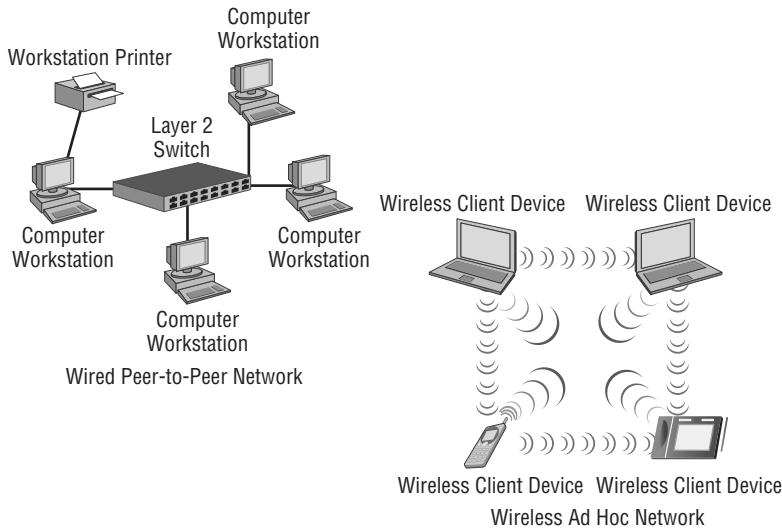 Computer
Workstation
Workstation Printer
Layer 2
Switch
Computer
Workstation
Computer
Workstation
Computer
Workstation
Wired Peer-to-Peer Network
Wireless Client Device
Wireless Client Device
Wireless Client Device
Wireless Client Device
Wireless Ad Hoc Network